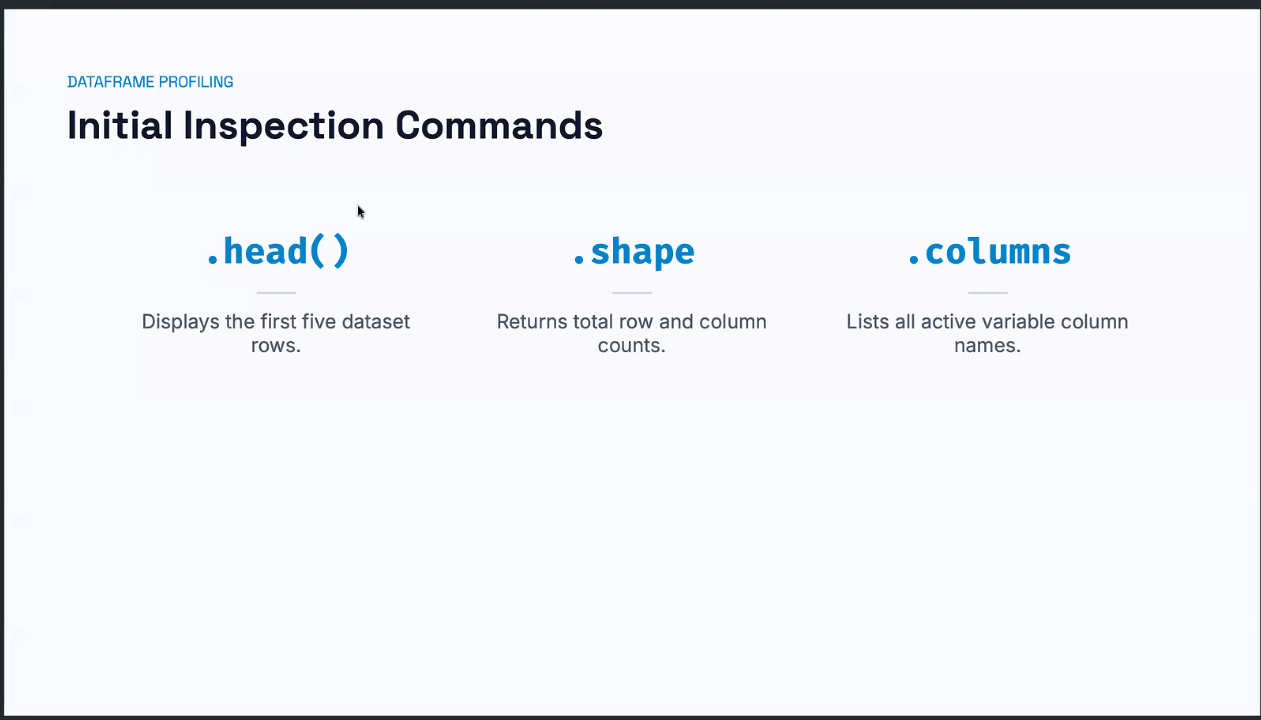 DATAFRAME PROFILING
Initial Inspection Commands
.head()
Displays the first five dataset
rows.
.shape
Returns total row and column
counts.
.columns
Lists all active variable column
names.